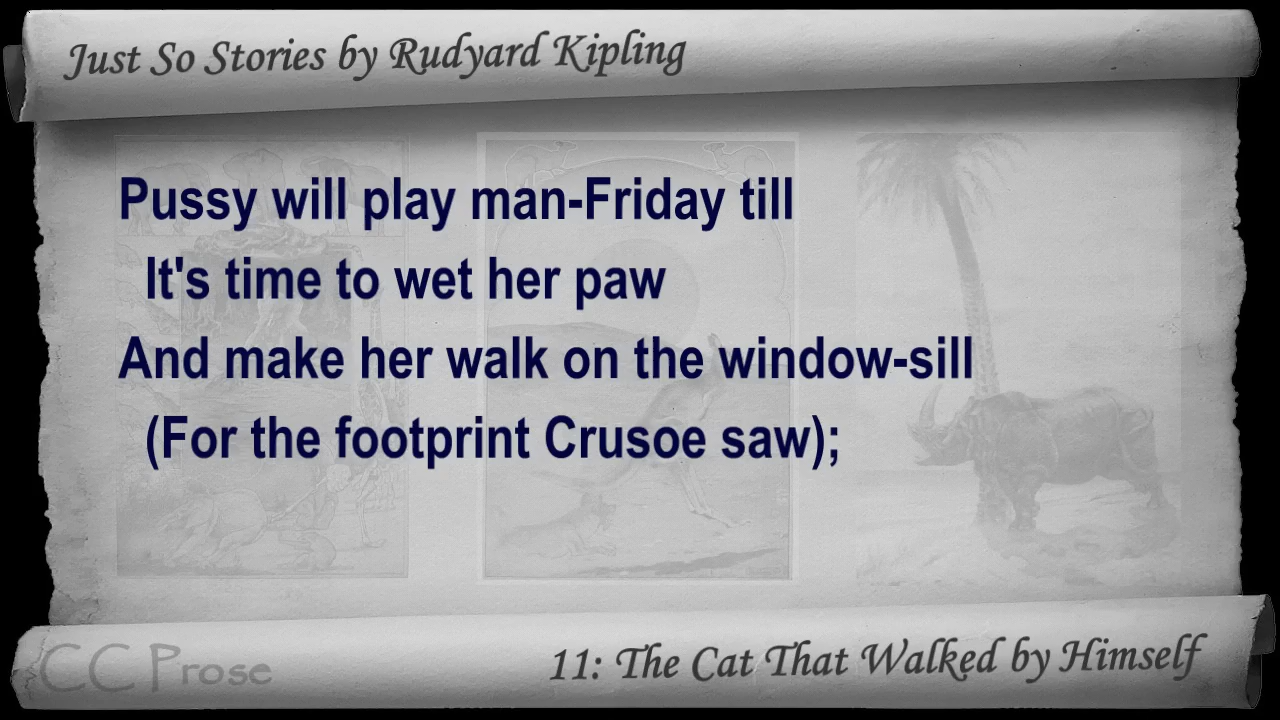 Just So Stories by Rudyard Kipling
Pussy will play man-Friday till
It's time to wet her paw
And make her walk on the window-sill
(For the footprint Crusoe saw);
CC Prose
11: The Cat That Walked by Himself